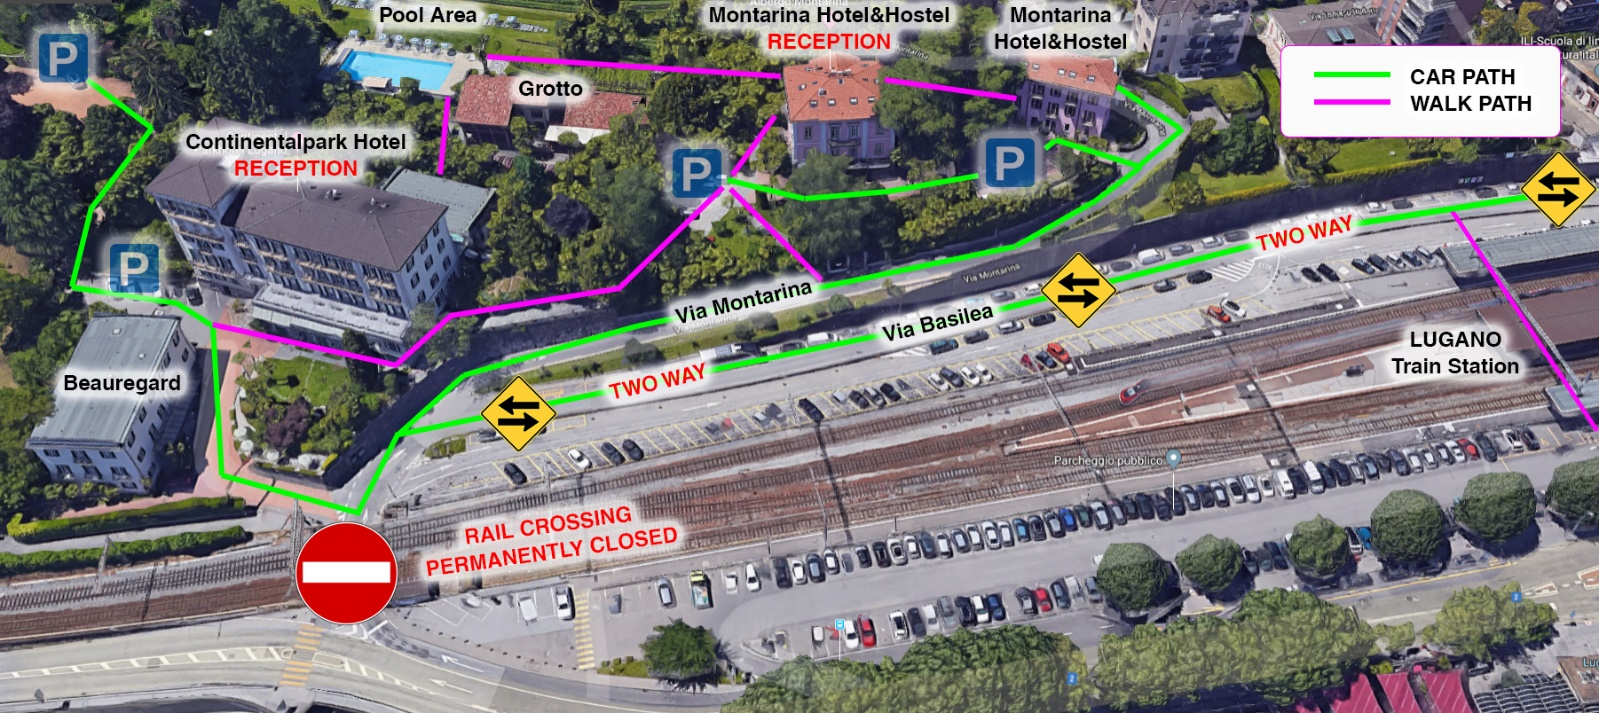 Pool Area
Montarina Hotel&Hostel
RECEPTION
Montarina
Hotel&Hostel
P
Grotto
CAR PATH
WALK PATH
Continentalpark Hotel
RECEPTION
P
P
P
TWO WAY
Via Montarina
Via Montarina
Via Basilea
LUGANO
Train Station
TWO WAY
Beauregard
Parcheggio pubblico
RAIL CROSSING
PERMANENTLY CLOSED